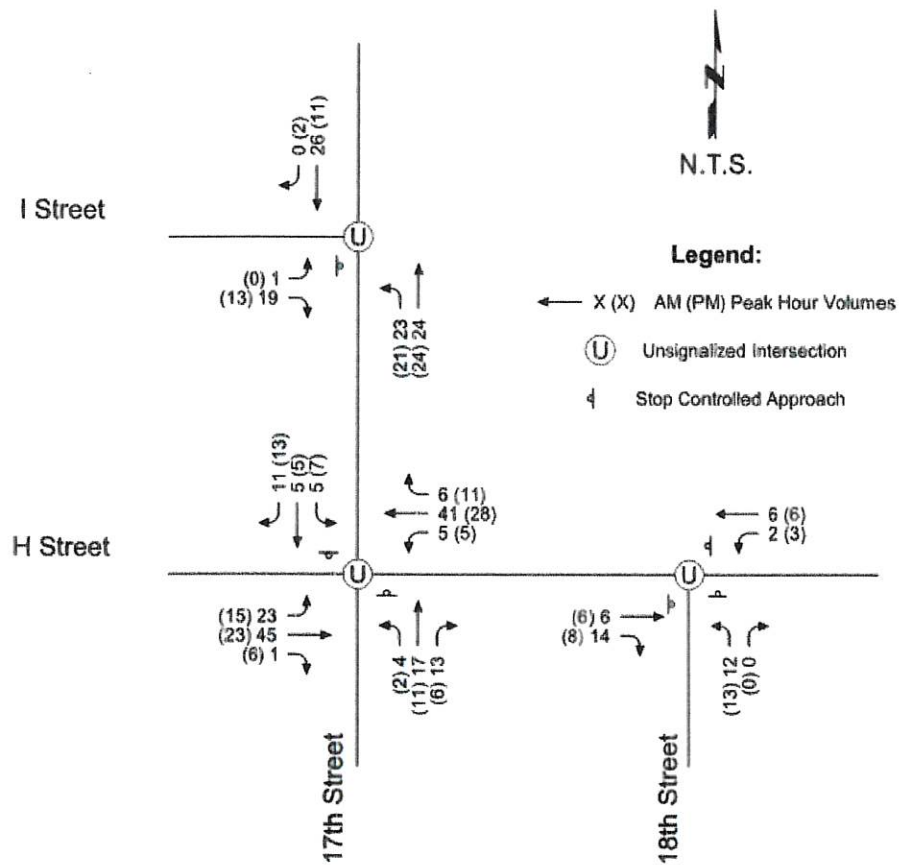 N
N.T.S.
0 (2)
26 (11)
I Street
U
(0) 1
(13) 19
(21) 23
(24) 24
Legend:
X (X) AM (PM) Peak Hour Volumes
U Unsignalized Intersection
Stop Controlled Approach
11 (13)
5 (5)
5 (7)
6 (11)
41 (28)
5 (5)
6 (6)
2 (3)
H Street
U
U
(15) 23
(23) 45
(6) 1
(2) 4
(11) 17
(6) 13
(6) 6
(8) 14
(13) 12
(0) 0
17th Street
18th Street